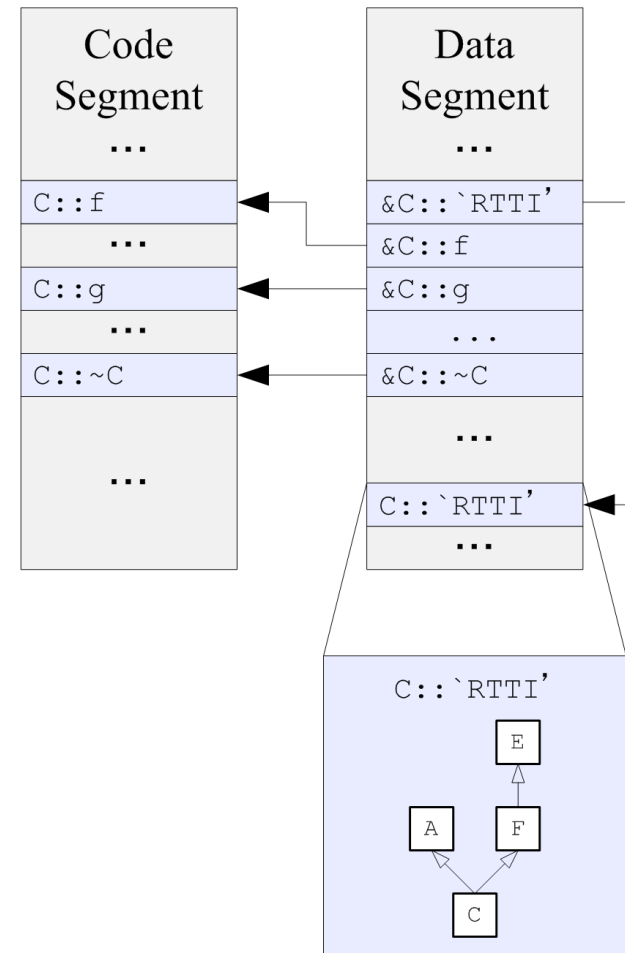 Code
Segment
...
C::f
...
C::g
...
C::~C
...
Data
Segment
...
&C::`RTTI’
&C::f
&C::g
...
&C::~C
...
C::`RTTI’
...
C::`RTTI’
E
A F
C